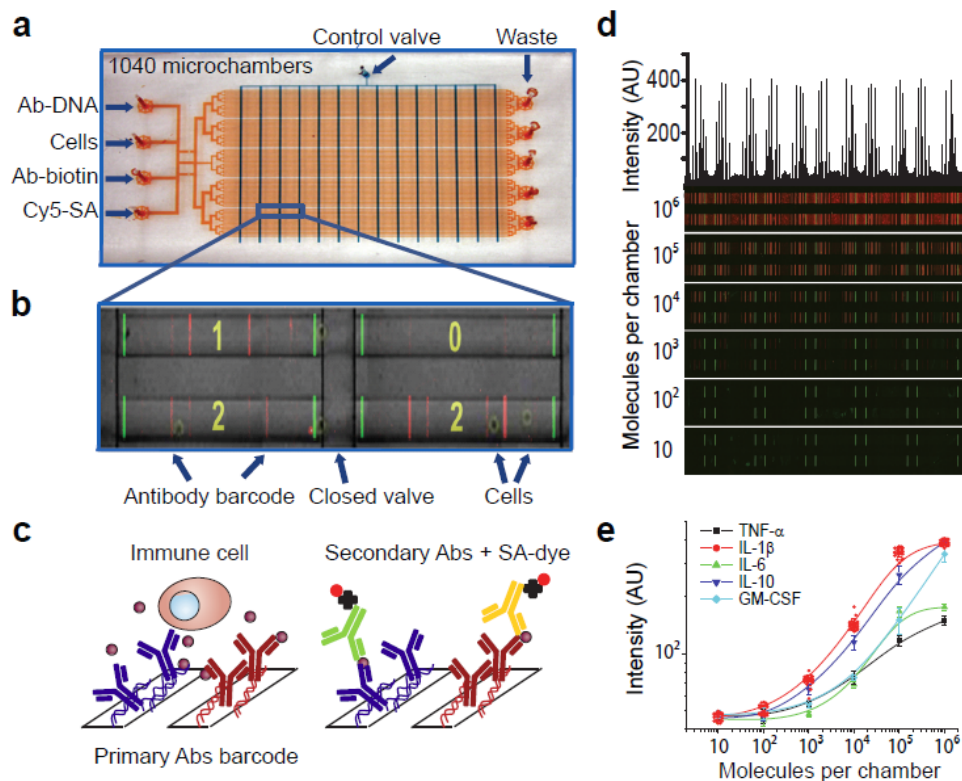 a
Control valve
Waste
1040 microchambers
Ab-DNA
Cells
Ab-biotin
Cy5-SA
b
1
0
2
2
Antibody barcode
Closed valve
Cells
c
Immune cell
Secondary Abs + SA-dye
Primary Abs barcode
d
Intensity (AU)
400
200
Molecules per chamber
10⁶
10⁵
10⁴
10³
10²
10
e
TNF-α
IL-1β
IL-6
IL-10
GM-CSF
Intensity (AU)
10²
10 10² 10³ 10⁴ 10⁵ 10⁶
Molecules per chamber